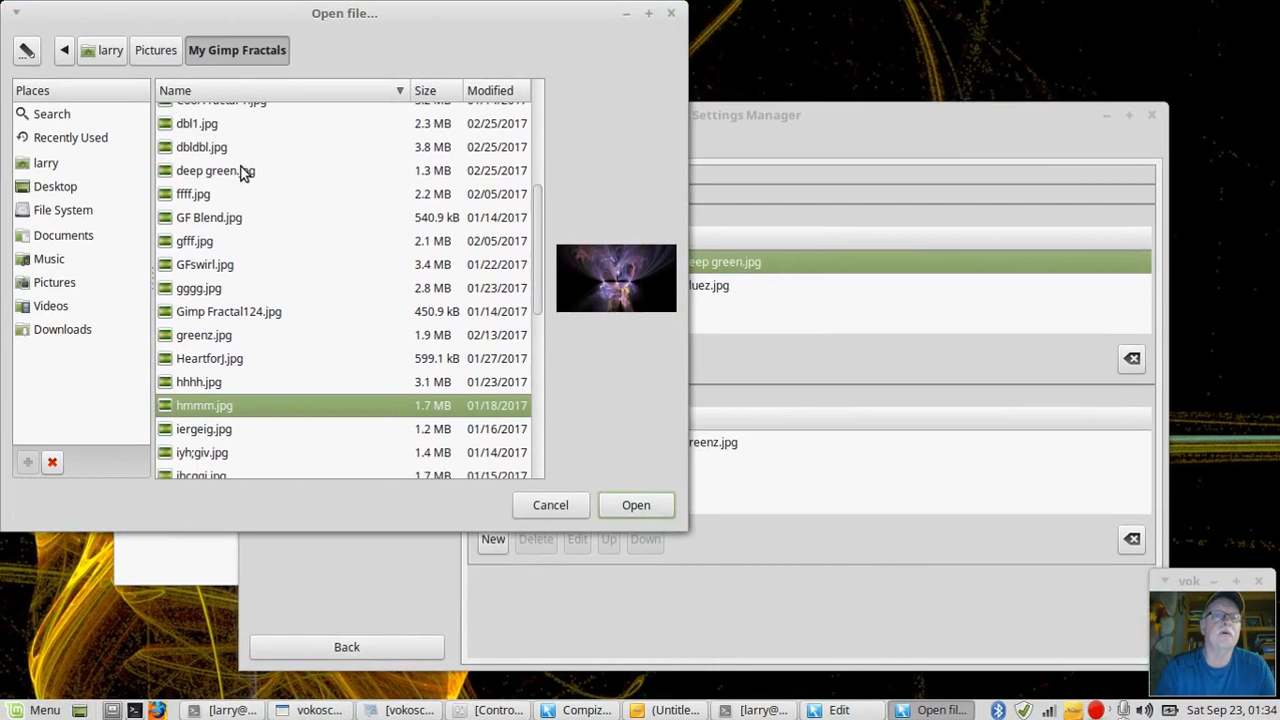 Open file...
larry
Pictures
My Gimp Fractals
Settings Manager
Places
Name
Size
Modified
Search
Recently Used
larry
Desktop
File System
Documents
Music
Pictures
Videos
Downloads
dbl1.jpg 2.3 MB 02/25/2017
dbldbl.jpg 3.8 MB 02/25/2017
deep green. 1.3 MB 02/25/2017
ffff.jpg 2.2 MB 02/05/2017
GF Blend.jpg 540.9 kB 01/14/2017
gfff.jpg 2.1 MB 02/05/2017
GFswirl.jpg 3.4 MB 01/22/2017
gggg.jpg 2.8 MB 01/23/2017
Gimp Fractal124.jpg 450.9 kB 01/14/2017
greenz.jpg 1.9 MB 02/13/2017
HeartforJ.jpg 599.1 kB 01/27/2017
hhhh.jpg 3.1 MB 01/23/2017
hmmm.jpg 1.7 MB 01/18/2017
iergeig.jpg 1.2 MB 01/16/2017
iyh;giv.jpg 1.4 MB 01/14/2017
1.7 MB 01/15/2017
eep green.jpg
luez.jpg
reenz.jpg
Cancel
Open
New
Delete
Edit
Up
Down
Back
vok
Menu
[larry@...
vokosc...
[vokosc...
[Contro...
Compiz...
(Untitle...
[larry@...
Edit
Open fil...
Sat Sep 23, 01:34